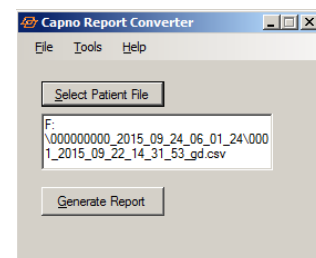 Capno Report Converter
File Tools Help
Select Patient File
F:
\000000000_2015_09_24_06_01_24\000
1_2015_09_22_14_31_53_gd.csv
Generate Report